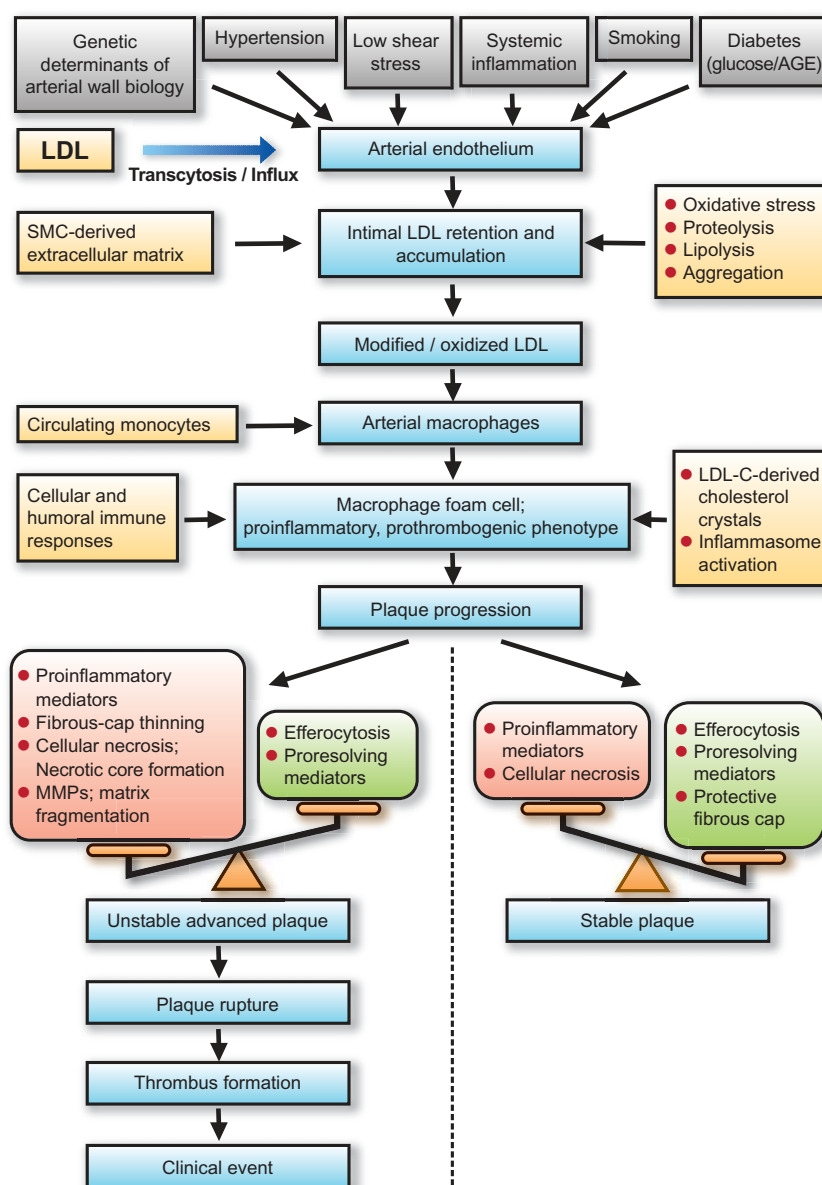 Genetic
determinants of
arterial wall biology
Hypertension
Low shear
stress
Systemic
inflammation
Smoking
Diabetes
(glucose/AGE)
LDL
Transcytosis / Influx
Arterial endothelium
SMC-derived
extracellular matrix
Intimal LDL retention and
accumulation
Oxidative stress
Proteolysis
Lipolysis
Aggregation
Modified / oxidized LDL
Circulating monocytes
Arterial macrophages
Cellular and
humoral immune
responses
Macrophage foam cell;
proinflammatory, prothrombogenic phenotype
LDL-C-derived
cholesterol
crystals
Inflammasome
activation
Plaque progression
Proinflammatory
mediators
Fibrous-cap thinning
Cellular necrosis;
Necrotic core formation
MMPs; matrix
fragmentation
Efferocytosis
Proresolving
mediators
Proinflammatory
mediators
Cellular necrosis
Efferocytosis
Proresolving
mediators
Protective
fibrous cap
Unstable advanced plaque
Stable plaque
Plaque rupture
Thrombus formation
Clinical event